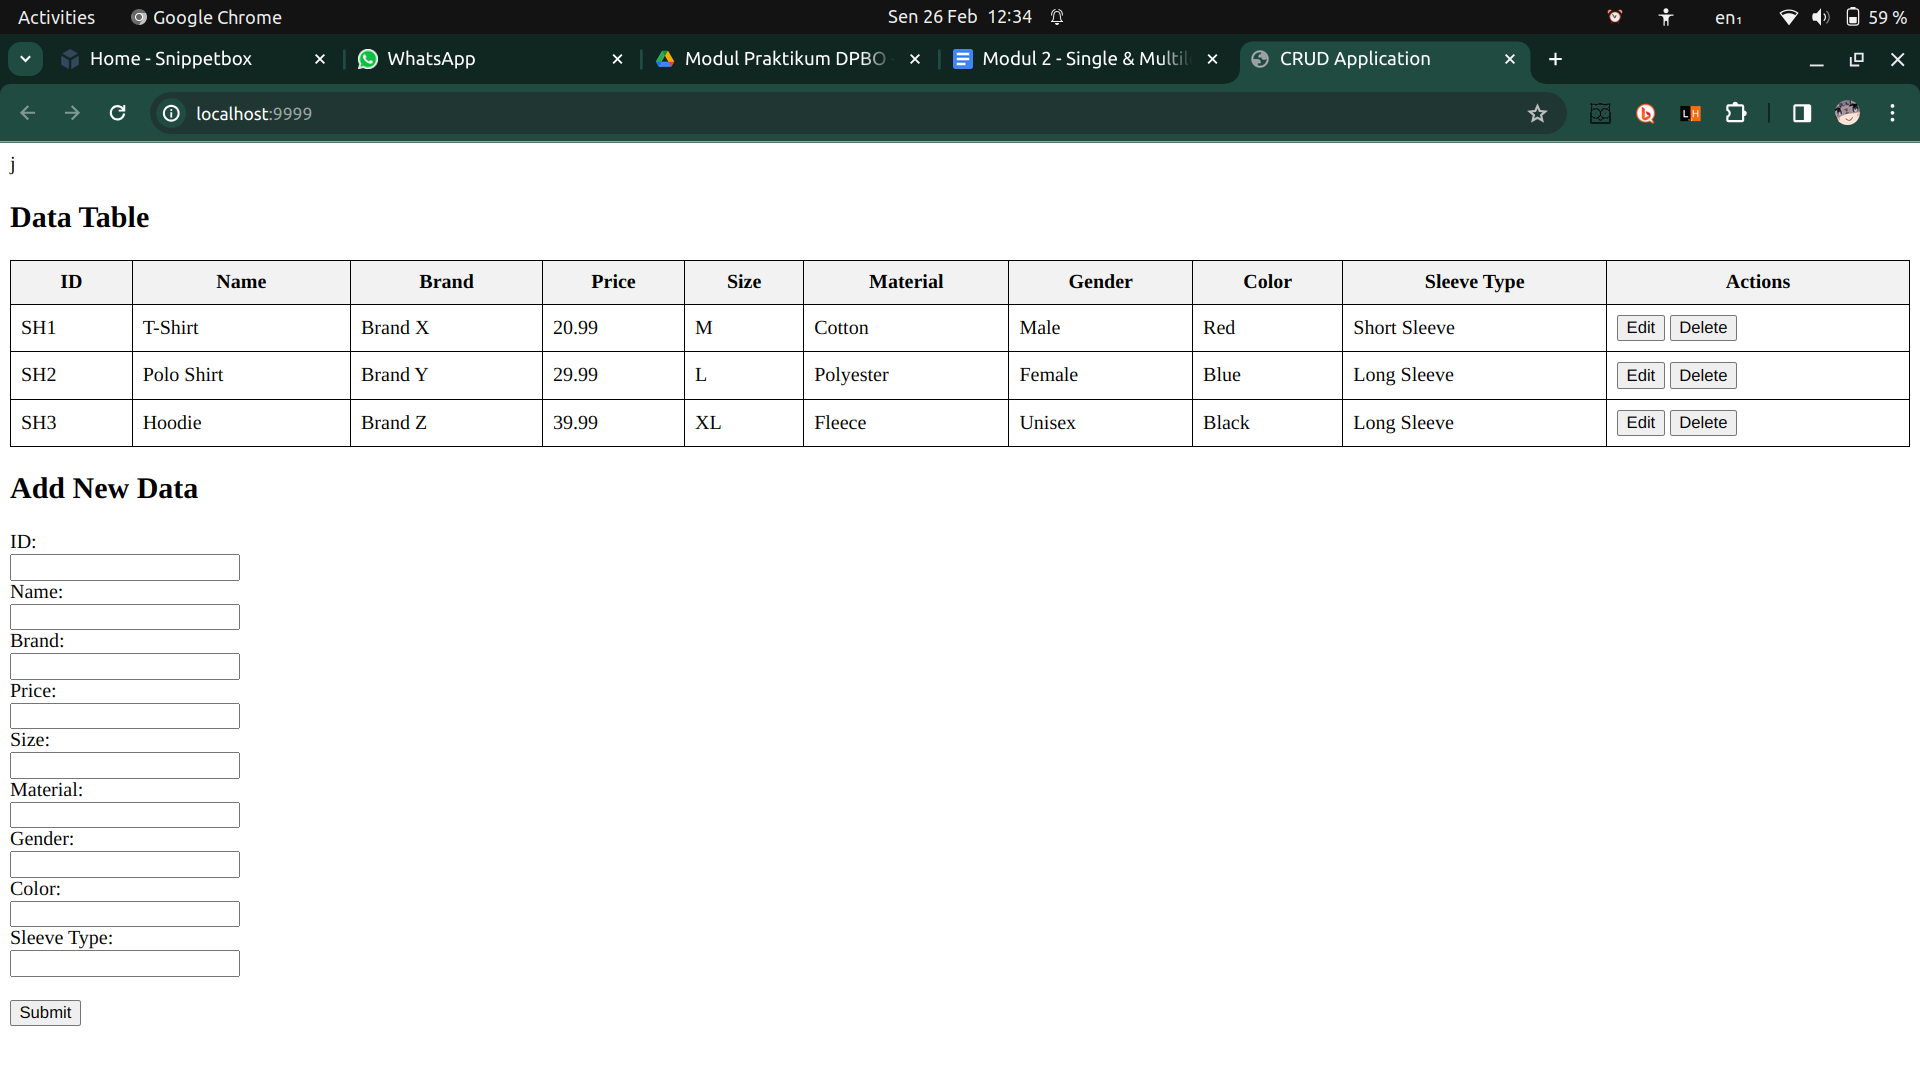 Activities Google Chrome Sen 26 Feb 12:34 en₁ 59 %
Home - Snippetbox WhatsApp Modul Praktikum DPBO Modul 2 - Single & Multil CRUD Application
localhost:9999
j
Data Table
ID Name Brand Price Size Material Gender Color Sleeve Type Actions
SH1 T-Shirt Brand X 20.99 M Cotton Male Red Short Sleeve Edit Delete
SH2 Polo Shirt Brand Y 29.99 L Polyester Female Blue Long Sleeve Edit Delete
SH3 Hoodie Brand Z 39.99 XL Fleece Unisex Black Long Sleeve Edit Delete
Add New Data
ID:
Name:
Brand:
Price:
Size:
Material:
Gender:
Color:
Sleeve Type:
Submit